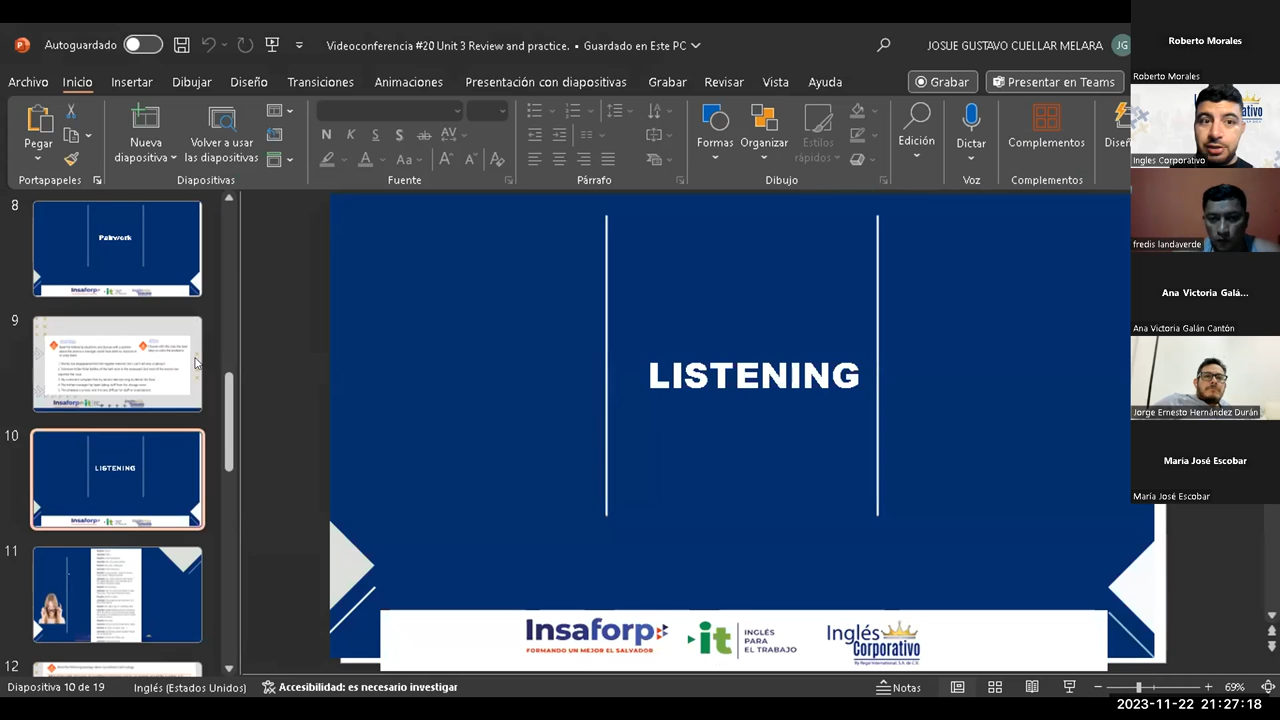 Autoguardado
Videoconferencia #20 Unit 3 Review and practice. • Guardado en Este PC
JOSUE GUSTAVO CUELLAR MELARA
JG
Archivo
Inicio
Insertar
Dibujar
Diseño
Transiciones
Animaciones
Presentación con diapositivas
Grabar
Revisar
Vista
Ayuda
Grabar
Presentar en Teams
Pegar
Nueva diapositiva
Volver a usar las diapositivas
Formas
Organizar
Estilos rápidos
Edición
Dictar
Complementos
Portapapeles
Diapositivas
Fuente
Párrafo
Dibujo
Voz
Complementos
8
Pairwork
9
10
LISTENING
11
12
LISTENING
Insaforp
FORMANDO UN MEJOR EL SALVADOR
it
INGLÉS
PARA
EL TRABAJO
Inglés
Corporativo
Roberto Morales
Roberto Morales
Ingles Corporativo
fredis landaverde
Ana Victoria Galá...
Ana Victoria Galán Cantón
Jorge Ernesto Hernández Durán
Maria José Escobar
María José Escobar
Diapositiva 10 de 19
Inglés (Estados Unidos)
Accesibilidad: es necesario investigar
Notas
69%
2023-11-22 21:27:18